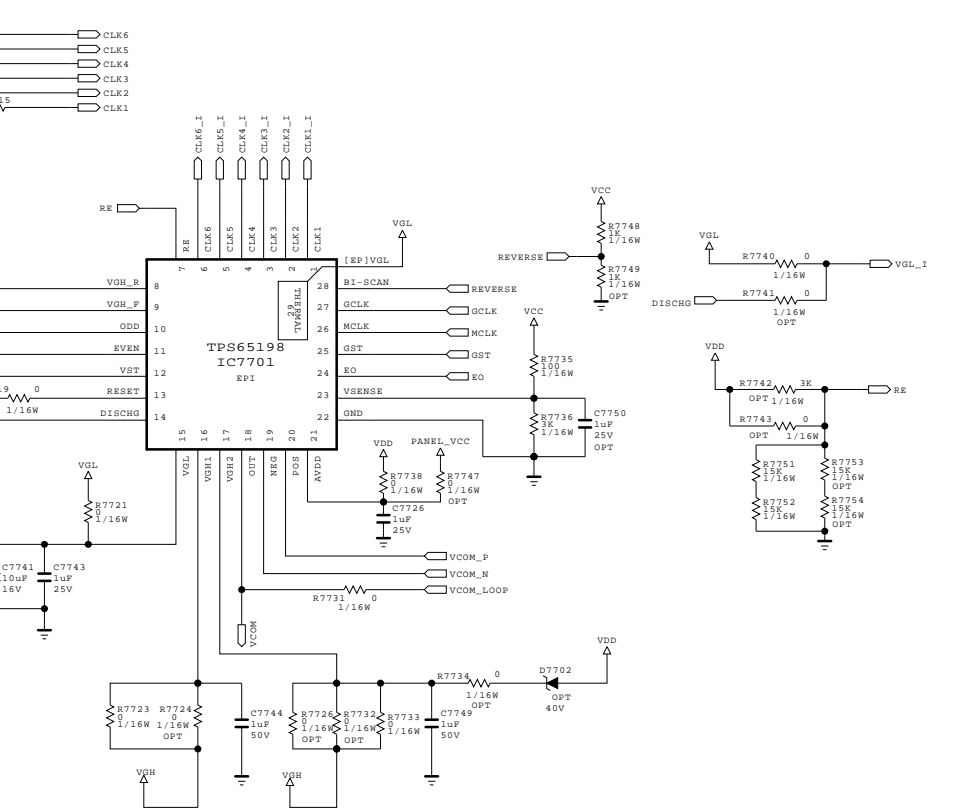 CLK6
CLK5
CLK4
CLK3
CLK2
15
CLK1
CLK6_I
CLK5_I
CLK4_I
CLK3_I
CLK2_I
CLK1_I
RE
RE
CLK6
CLK5
CLK4
CLK3
CLK2
CLK1
7
6
5
4
3
2
1
VGL
[EP]VGL
VGH_R
8
VGH_F
9
ODD
10
EVEN
11
VST
12
19
0
RESET
13
1/16W
DISCHG
14
THERMAL
29
TPS65198
IC7701
EPI
28
BI-SCAN
REVERSE
27
GCLK
GCLK
26
MCLK
MCLK
25
GST
GST
24
EO
EO
23
VSENSE
22
GND
15
16
17
18
19
20
21
VGL
VGH1
VGH2
OUT
NEG
POS
AVDD
VCC
R7748
1K
1/16W
REVERSE
R7749
1K
1/16W
OPT
VCC
R7735
100
1/16W
R7736
3K
1/16W
C7750
1uF
25V
OPT
VGL
R7740
0
1/16W
VGL_I
DISCHG
R7741
0
1/16W
OPT
VDD
R7742
3K
OPT
1/16W
RE
R7743
0
OPT
1/16W
R7751
15K
1/16W
R7753
15K
1/16W
OPT
R7752
15K
1/16W
R7754
15K
1/16W
OPT
VDD
PANEL_VCC
R7738
0
1/16W
R7747
0
1/16W
OPT
C7726
1uF
25V
VGL
R7721
0
1/16W
C7741
10uF
16V
C7743
1uF
25V
VCOM_P
VCOM_N
VCOM_LOOP
R7731
0
1/16W
VCOM
R7723
0
1/16W
R7724
0
1/16W
OPT
C7744
1uF
50V
VGH
R7726
0
1/16W
OPT
R7732
0
1/16W
OPT
R7733
0
1/16W
C7749
1uF
50V
VGH
R7734
0
1/16W
OPT
D7702
OPT
40V
VDD